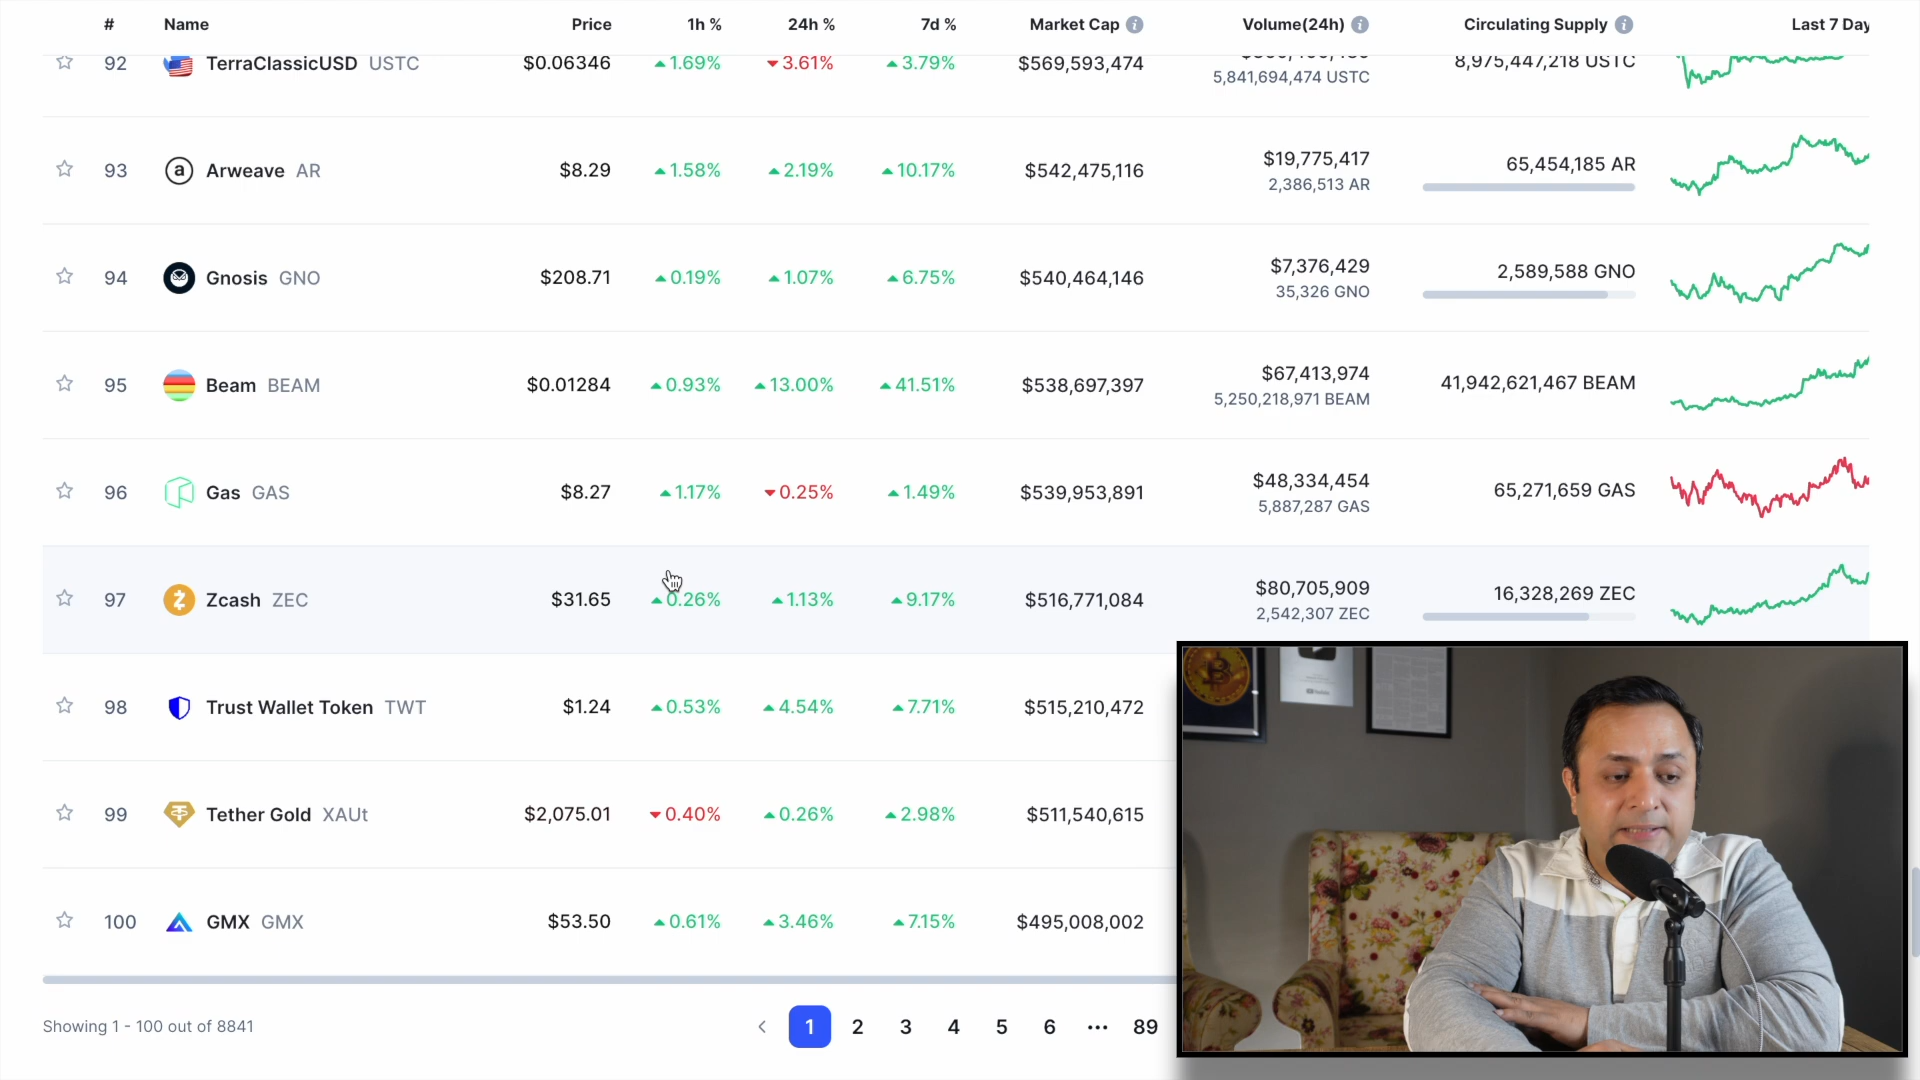 # Name Price 1h % 24h % 7d % Market Cap Volume(24h) Circulating Supply Last 7 Day
92 TerraClassicUSD USTC $0.06346 1.69% 3.61% 3.79% $569,593,474 8,975,447,218 USTC
5,841,694,474 USTC
93 Arweave AR $8.29 1.58% 2.19% 10.17% $542,475,116 $19,775,417 65,454,185 AR
2,386,513 AR
94 Gnosis GNO $208.71 0.19% 1.07% 6.75% $540,464,146 $7,376,429 2,589,588 GNO
35,326 GNO
95 Beam BEAM $0.01284 0.93% 13.00% 41.51% $538,697,397 $67,413,974 41,942,621,467 BEAM
5,250,218,971 BEAM
96 Gas GAS $8.27 1.17% 0.25% 1.49% $539,953,891 $48,334,454 65,271,659 GAS
5,887,287 GAS
97 Zcash ZEC $31.65 0.26% 1.13% 9.17% $516,771,084 $80,705,909 16,328,269 ZEC
2,542,307 ZEC
98 Trust Wallet Token TWT $1.24 0.53% 4.54% 7.71% $515,210,472
99 Tether Gold XAUt $2,075.01 0.40% 0.26% 2.98% $511,540,615
100 GMX GMX $53.50 0.61% 3.46% 7.15% $495,008,002
Showing 1 - 100 out of 8841 1 2 3 4 5 6 ••• 89